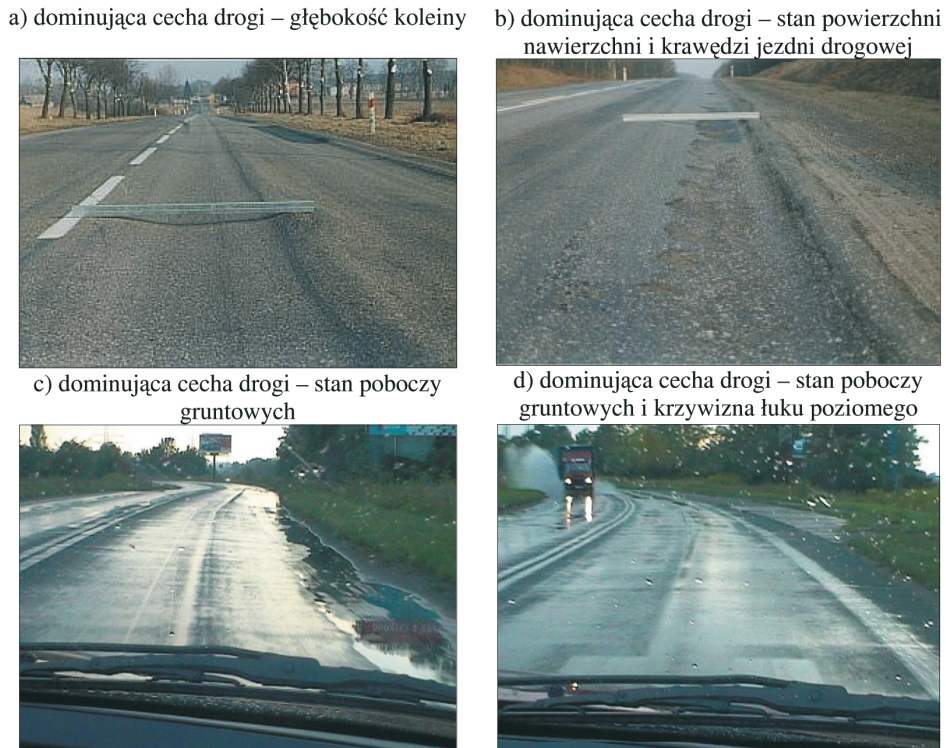 a) dominująca cecha drogi – głębokość koleiny
b) dominująca cecha drogi – stan powierzchni
nawierzchni i krawędzi jezdni drogowej
c) dominująca cecha drogi – stan poboczy
gruntowych
d) dominująca cecha drogi – stan poboczy
gruntowych i krzywizna łuku poziomego